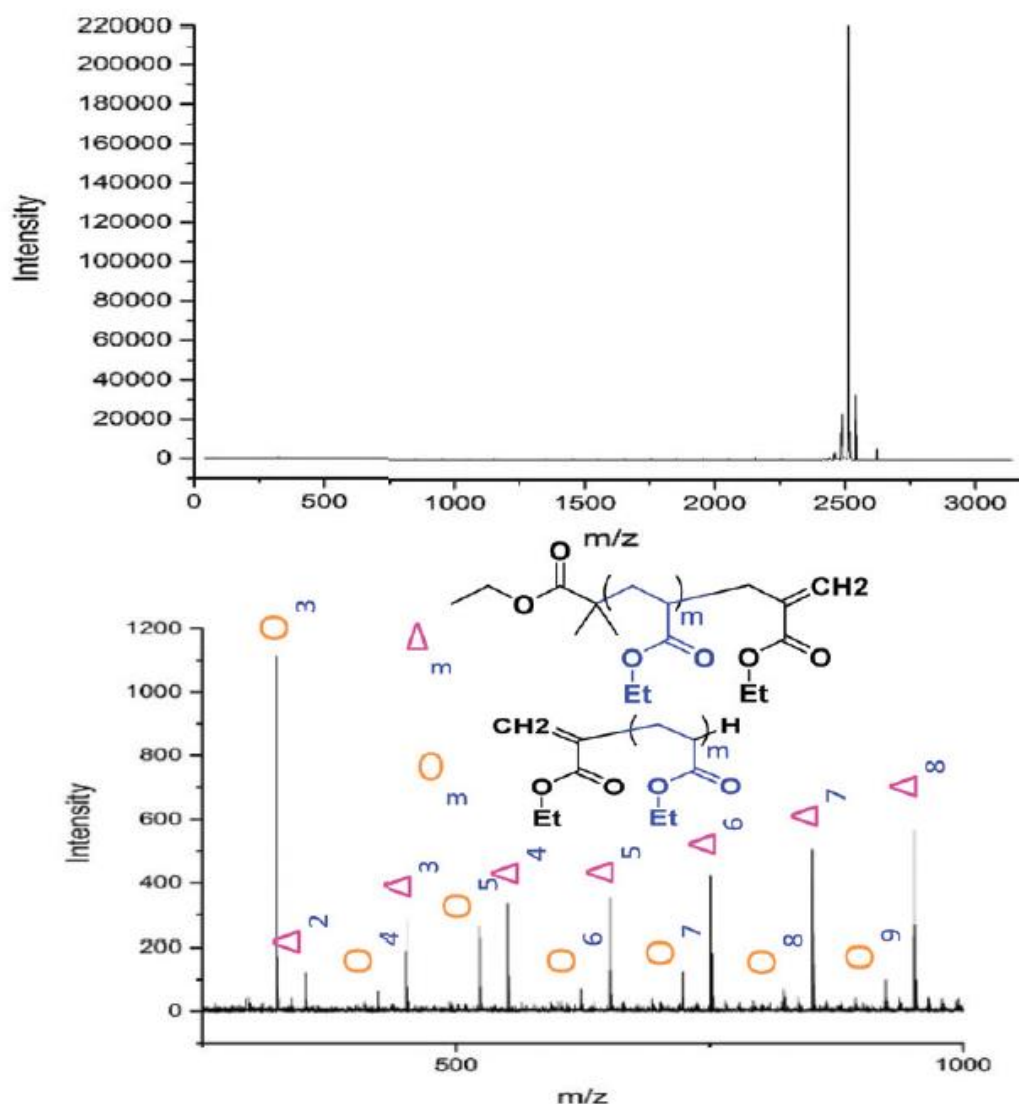 220000
200000
180000
160000
140000
120000
100000
80000
60000
40000
20000
0
Intensity
0 500 1000 1500 2000 2500 3000
m/z
O
O
CH2
m
O O
Et
O O
Et
CH2
H
m
O O
Et
O O
Et
1200
1000
800
600
400
200
0
Intensity
3
m
m
2
4
3
5
4
6
5
7
6
8
7
9
8
500 1000
m/z